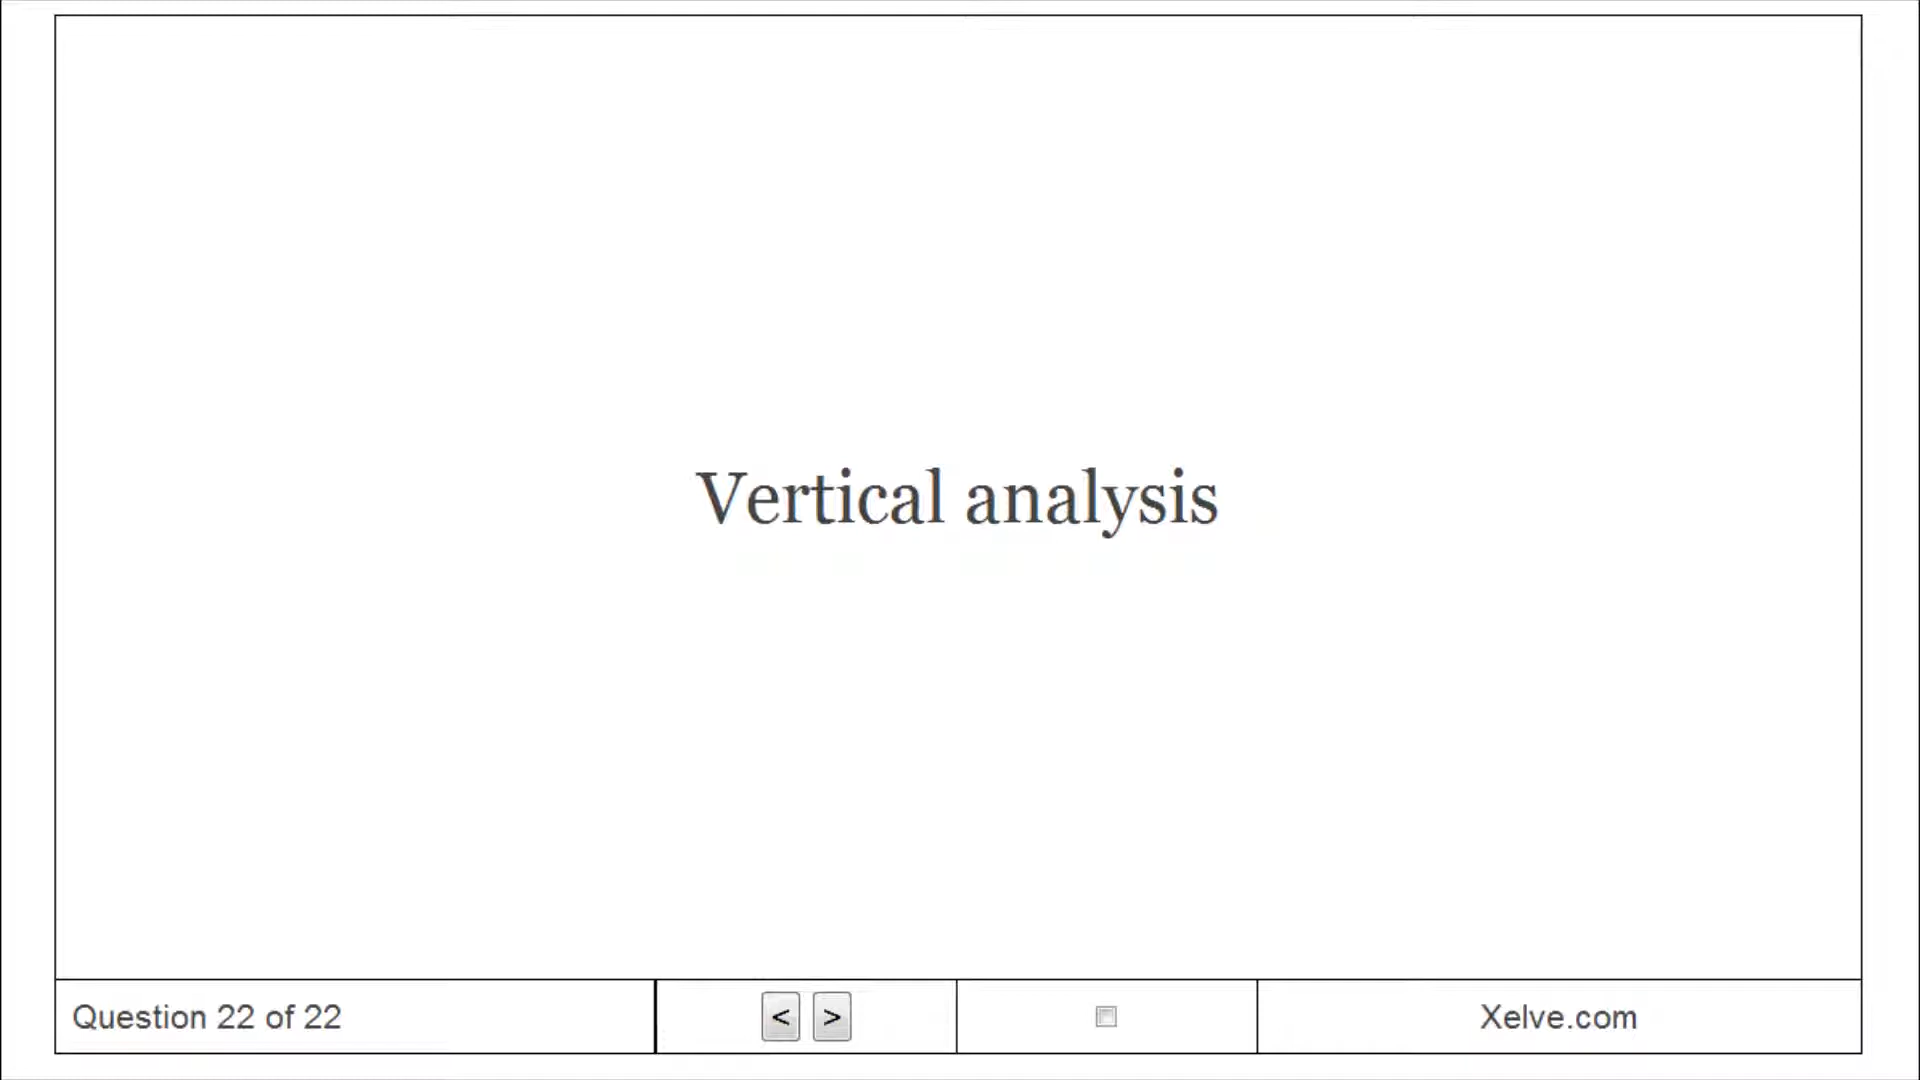 Vertical analysis
Question 22 of 22
< >
Xelve.com